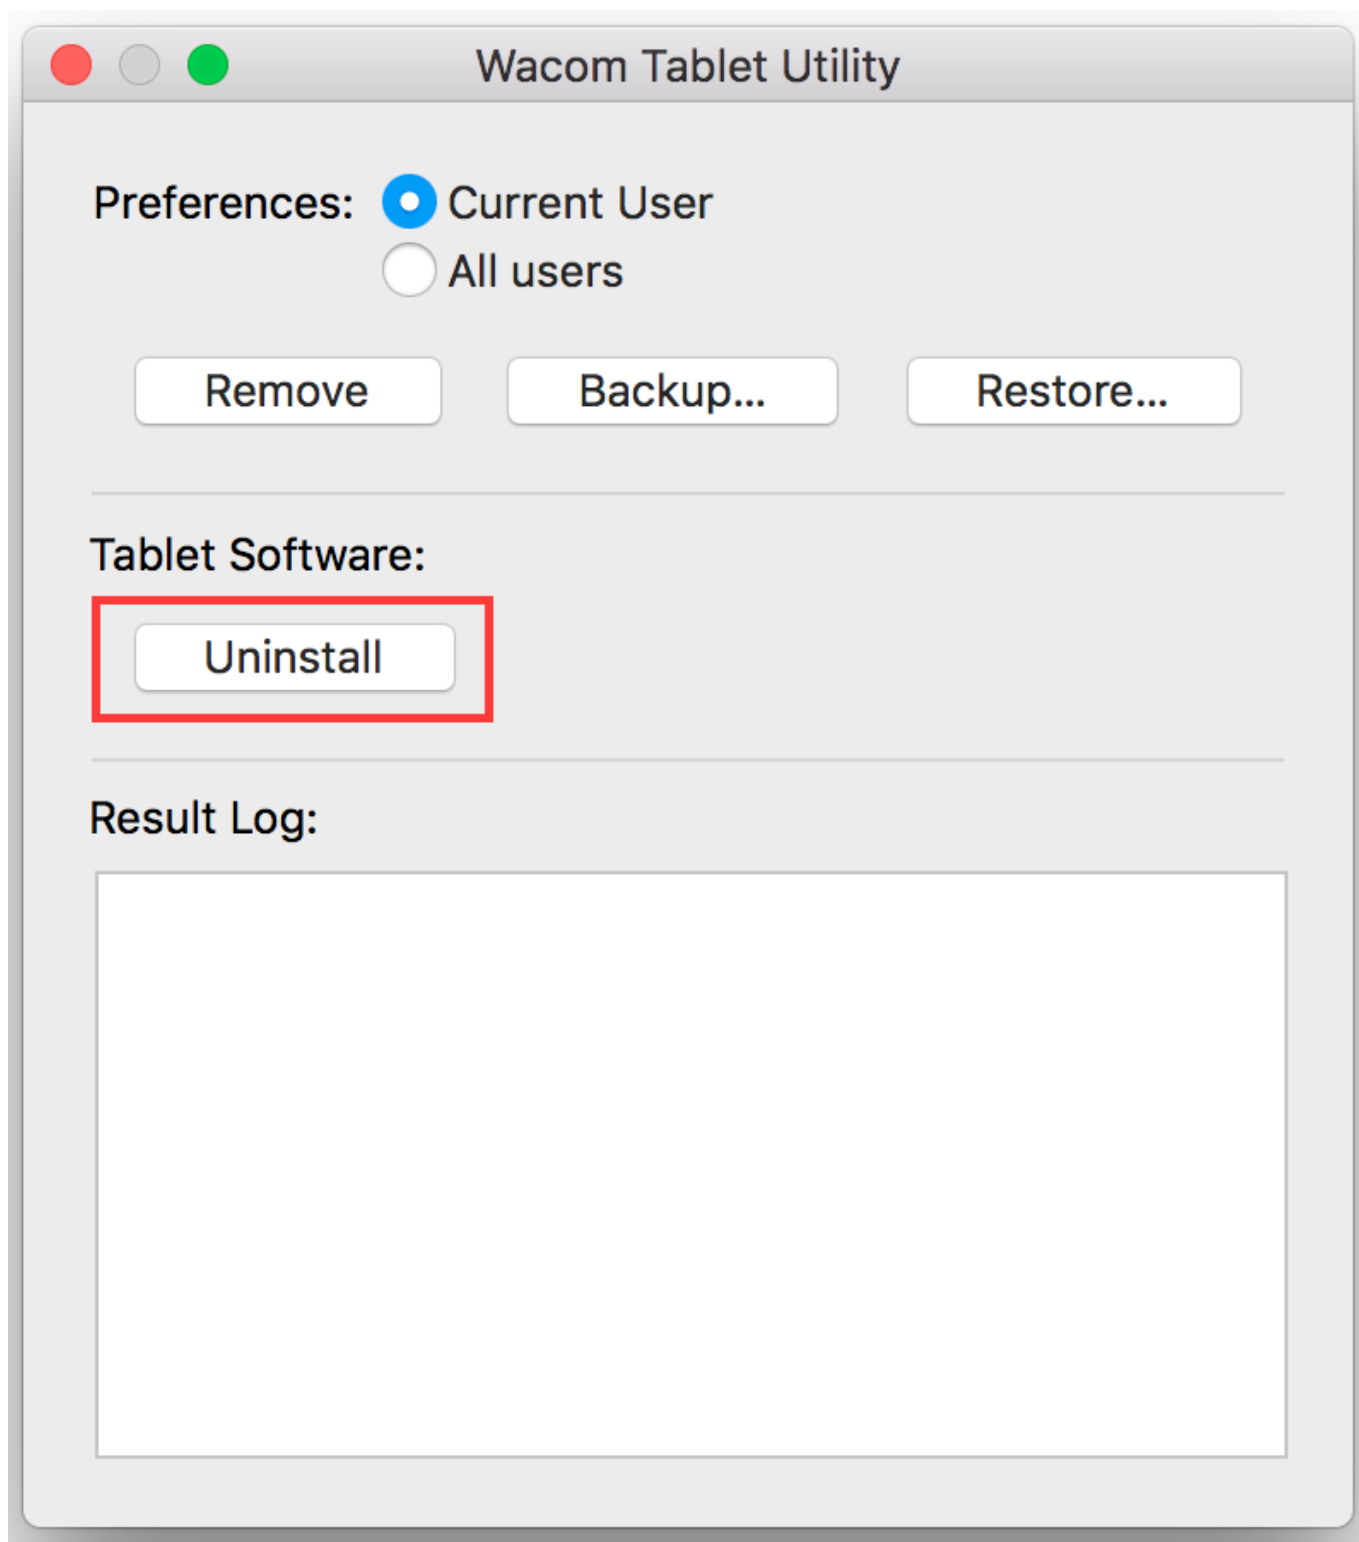 Wacom Tablet Utility
Preferences: Current User
All users
Remove Backup... Restore...
Tablet Software:
Uninstall
Result Log: